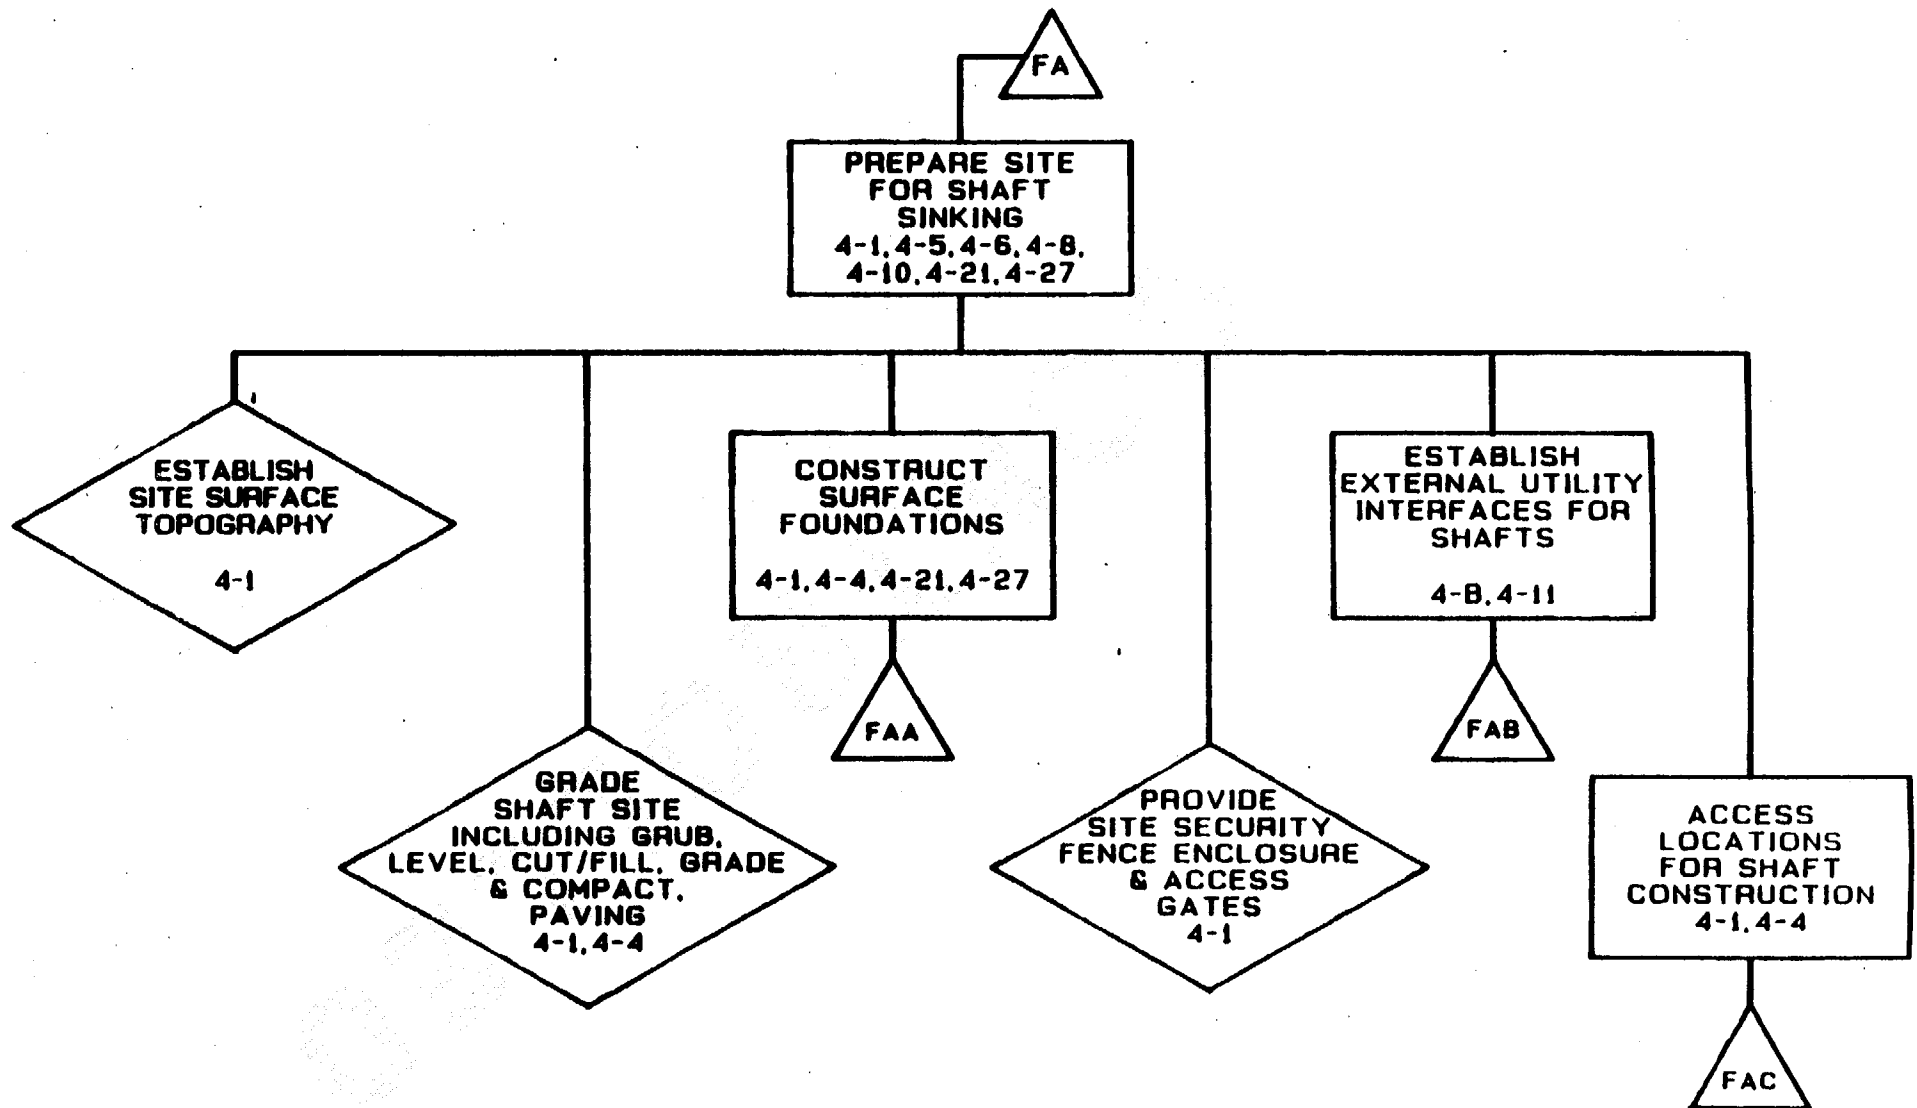 FA
PREPARE SITE
FOR SHAFT
SINKING
4-1, 4-5, 4-6, 4-8,
4-10, 4-21, 4-27
ESTABLISH
SITE SURFACE
TOPOGRAPHY
4-1
GRADE
SHAFT SITE
INCLUDING GRUB,
LEVEL, CUT/FILL, GRADE
& COMPACT,
PAVING
4-1, 4-4
CONSTRUCT
SURFACE
FOUNDATIONS
4-1, 4-4, 4-21, 4-27
FAA
PROVIDE
SITE SECURITY
FENCE ENCLOSURE
& ACCESS
GATES
4-1
ESTABLISH
EXTERNAL UTILITY
INTERFACES FOR
SHAFTS
4-8, 4-11
FAB
ACCESS
LOCATIONS
FOR SHAFT
CONSTRUCTION
4-1, 4-4
FAC